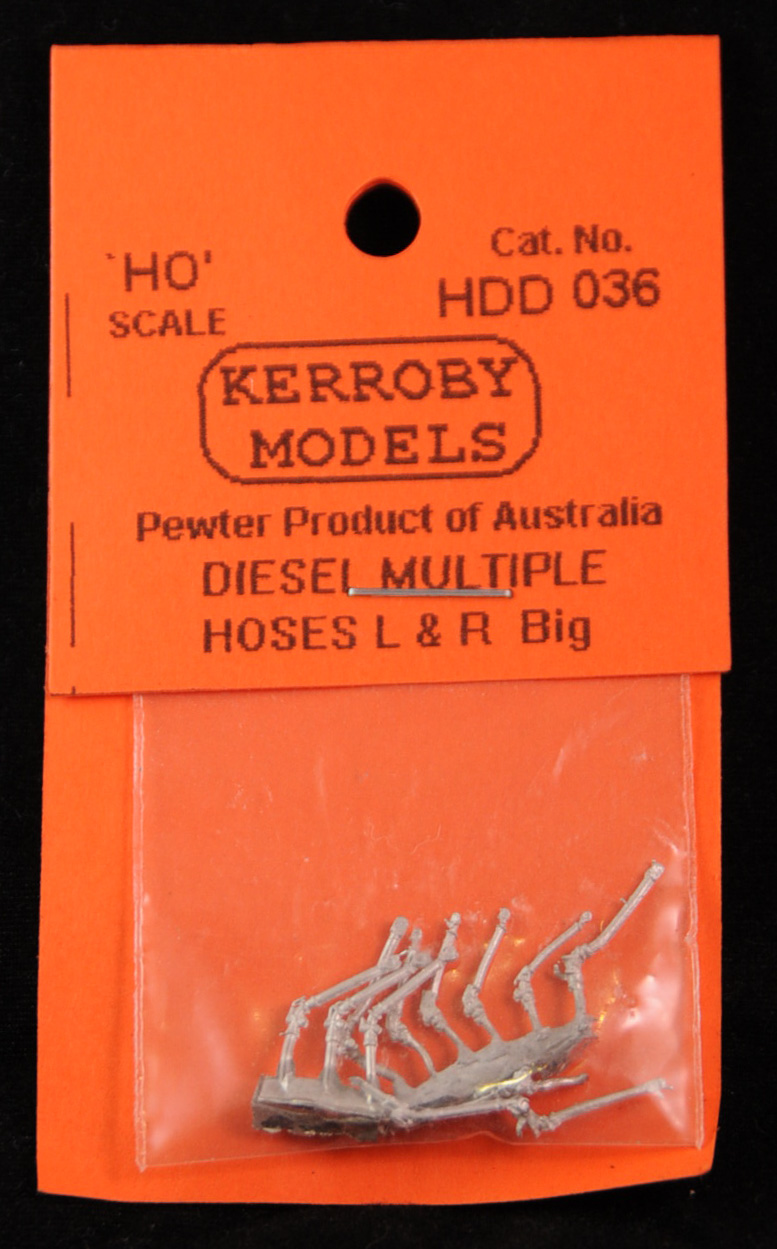 'HO'
SCALE
Cat. No.
HDD 036
KERROBY
MODELS
Pewter Product of Australia
DIESEL MULTIPLE
HOSES L & R Big